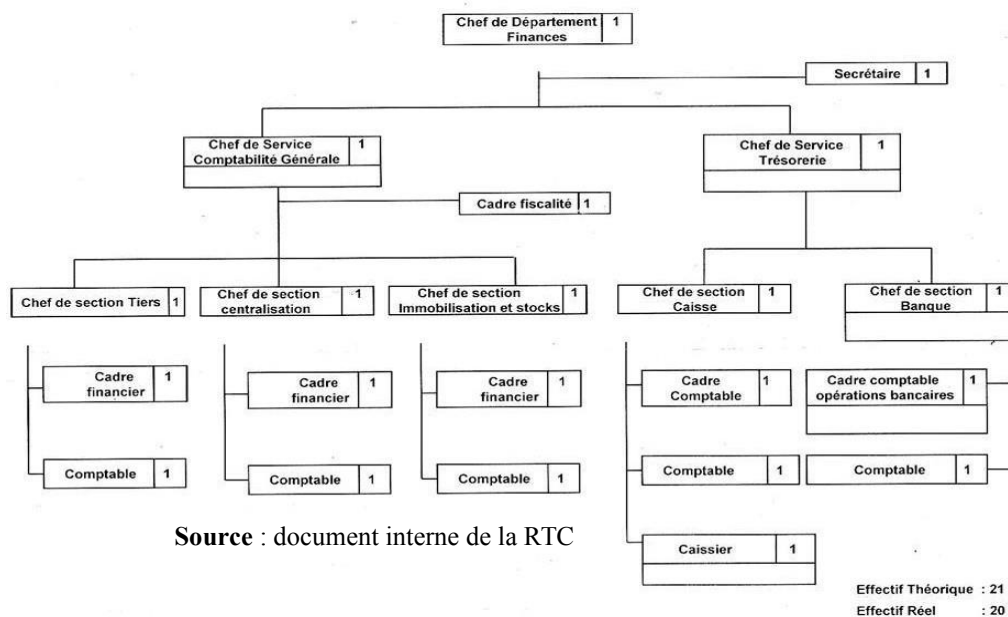 Chef de Département 1
Finances
Secrétaire 1
Chef de Service 1
Comptabilité Générale
Chef de Service 1
Trésorerie
Cadre fiscalité 1
Chef de section Tiers 1
Chef de section 1
centralisation
Chef de section 1
Immobilisation et stocks
Chef de section 1
Caisse
Chef de section 1
Banque
Cadre 1
financier
Cadre 1
financier
Cadre 1
financier
Cadre 1
Comptable
Cadre comptable 1
opérations bancaires
Comptable 1
Comptable 1
Comptable 1
Comptable 1
Comptable 1
Source : document interne de la RTC
Caissier 1
Effectif Théorique : 21
Effectif Réel : 20